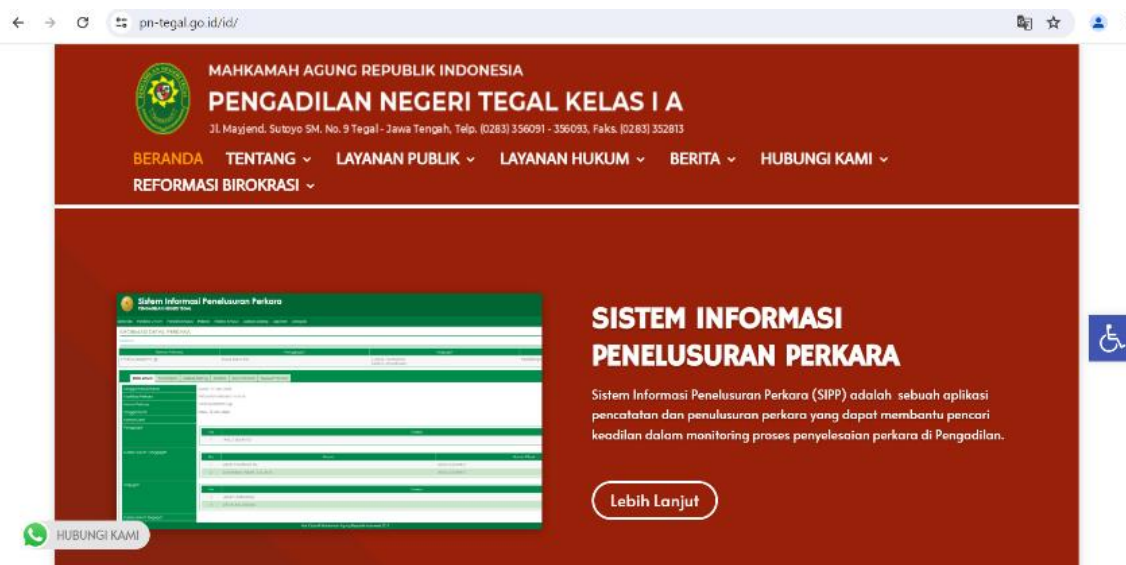 pn-tegal.go.id/id/
MAHKAMAH AGUNG REPUBLIK INDONESIA
PENGADILAN NEGERI TEGAL KELAS I A
Jl. Mayjend. Sutoyo SM. No. 9 Tegal - Jawa Tengah, Telp. (0283) 356091 - 356093, Faks. (0283) 352813
BERANDA TENTANG LAYANAN PUBLIK LAYANAN HUKUM BERITA HUBUNGI KAMI
REFORMASI BIROKRASI
Sistem Informasi Penelusuran Perkara
SISTEM INFORMASI
PENELUSURAN PERKARA
Sistem Informasi Penelusuran Perkara (SIPP) adalah sebuah aplikasi
pencatatan dan penulusuran perkara yang dapat membantu pencari
keadilan dalam monitoring proses penyelesaian perkara di Pengadilan.
Lebih Lanjut
HUBUNGI KAMI